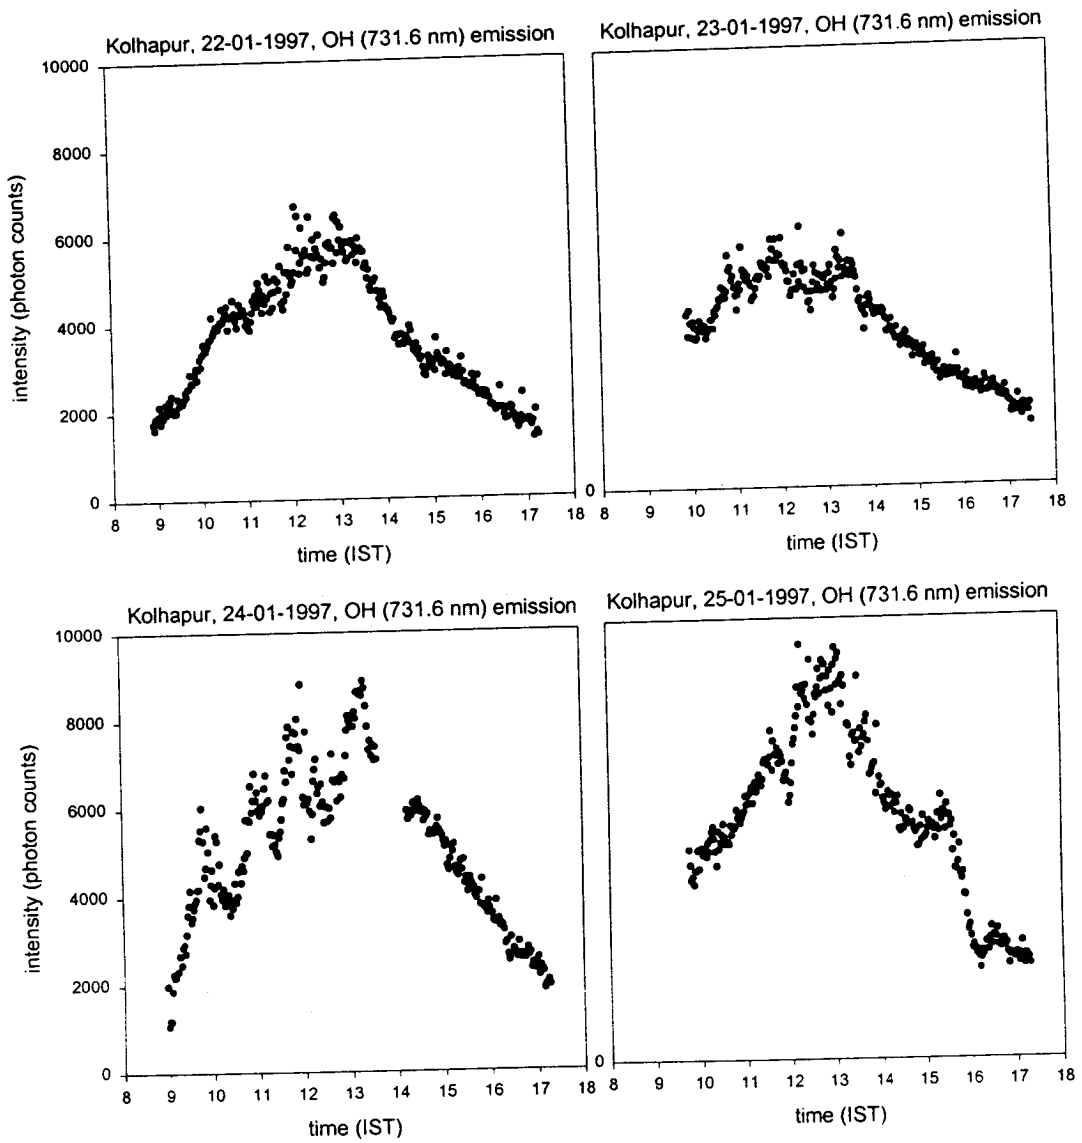 Kolhapur, 22-01-1997, OH (731.6 nm) emission
10000
8000
6000
4000
2000
0
intensity (photon counts)
8 9 10 11 12 13 14 15 16 17 18
time (IST)
Kolhapur, 23-01-1997, OH (731.6 nm) emission
0
8 9 10 11 12 13 14 15 16 17 18
time (IST)
Kolhapur, 24-01-1997, OH (731.6 nm) emission
10000
8000
6000
4000
2000
0
intensity (photon counts)
8 9 10 11 12 13 14 15 16 17 18
time (IST)
Kolhapur, 25-01-1997, OH (731.6 nm) emission
0
8 9 10 11 12 13 14 15 16 17 18
time (IST)